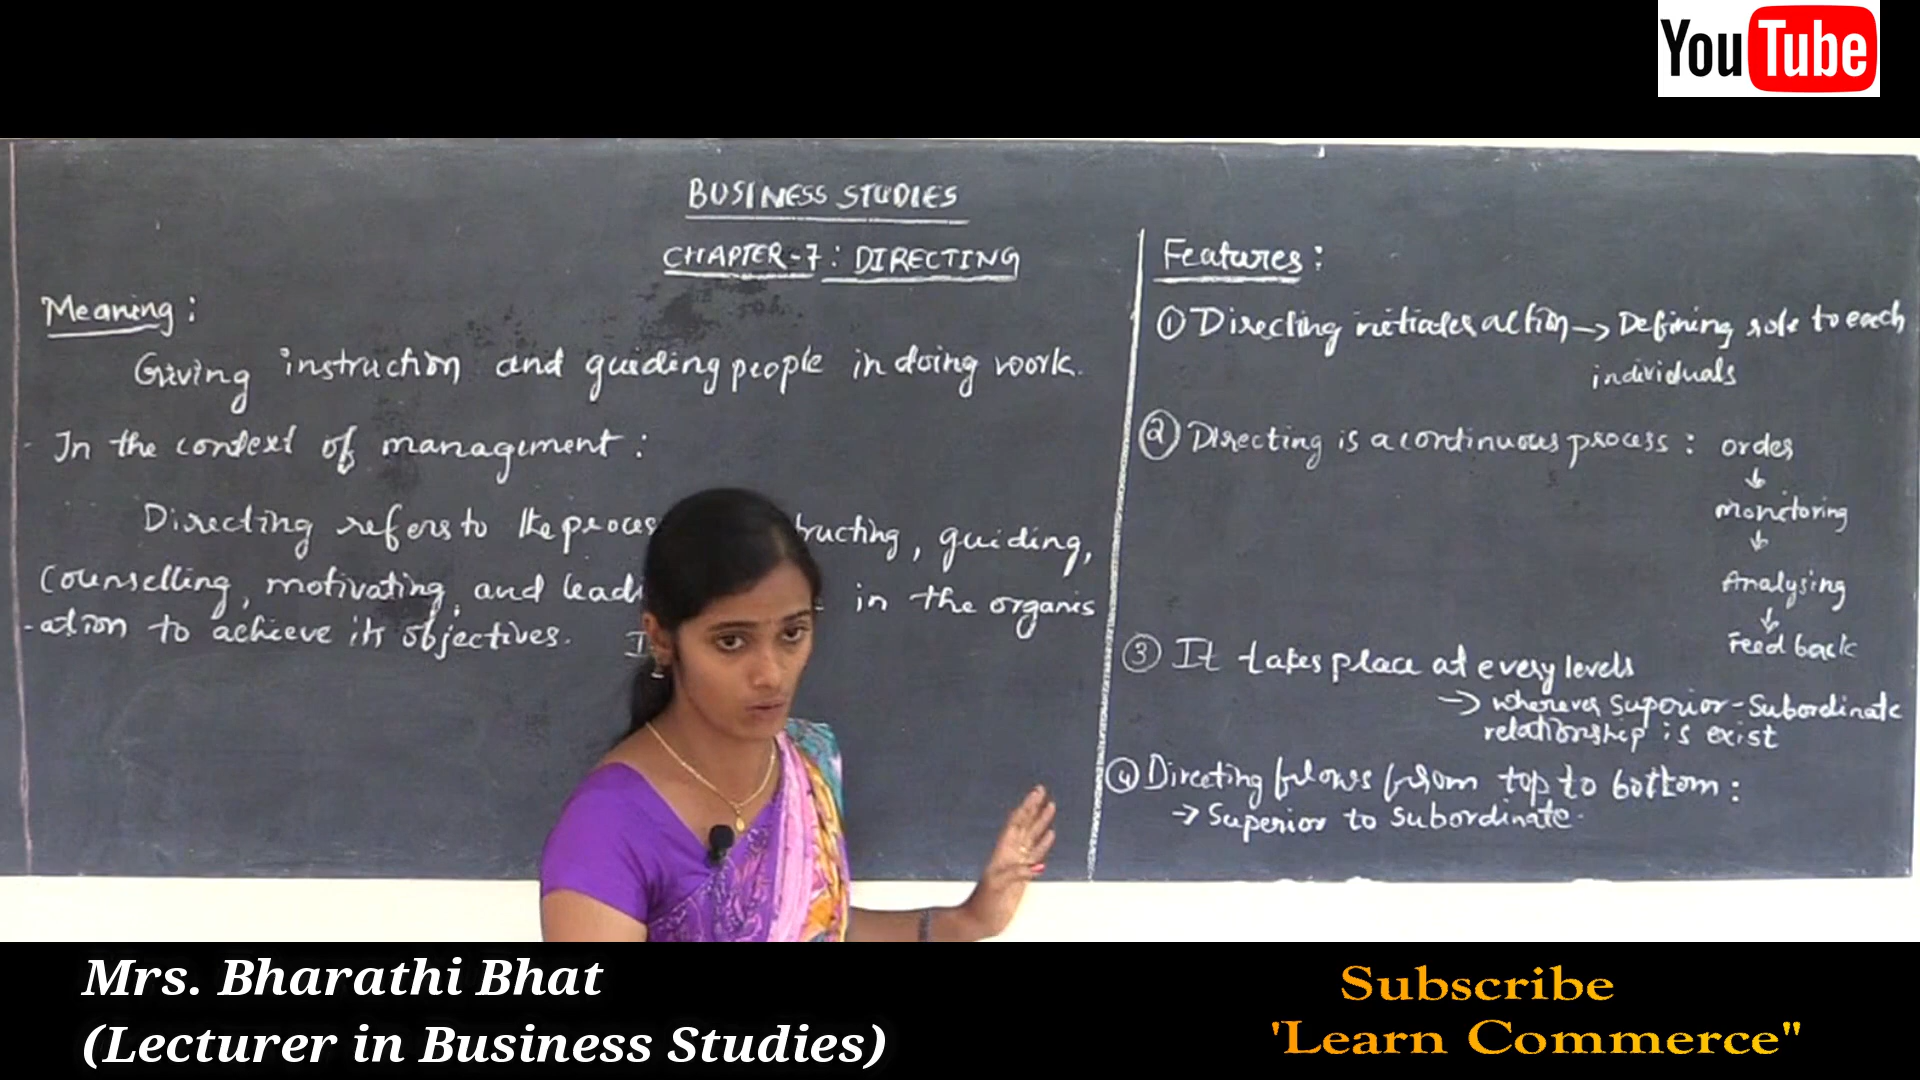 YouTube
BUSINESS STUDIES
CHAPTER-7: DIRECTING
Meaning:
Giving instruction and guiding people in doing work.
In the context of management:
Directing refers to the proces ructing, guiding,
Counselling, motivating, and leadi in the organis
-ation to achieve its objectives. I
Features:
① Directing initiates action → Defining role to each
individuals
② Directing is a continuous process: order
↓
monitoring
↓
Analysing
↓
Feed back
③ It takes place at every levels
→ wherever superior-subordinate
relationship is exist
④ Directing flows from top to bottom:
→ Superior to subordinate.
Mrs. Bharathi Bhat
(Lecturer in Business Studies)
Subscribe
'Learn Commerce"